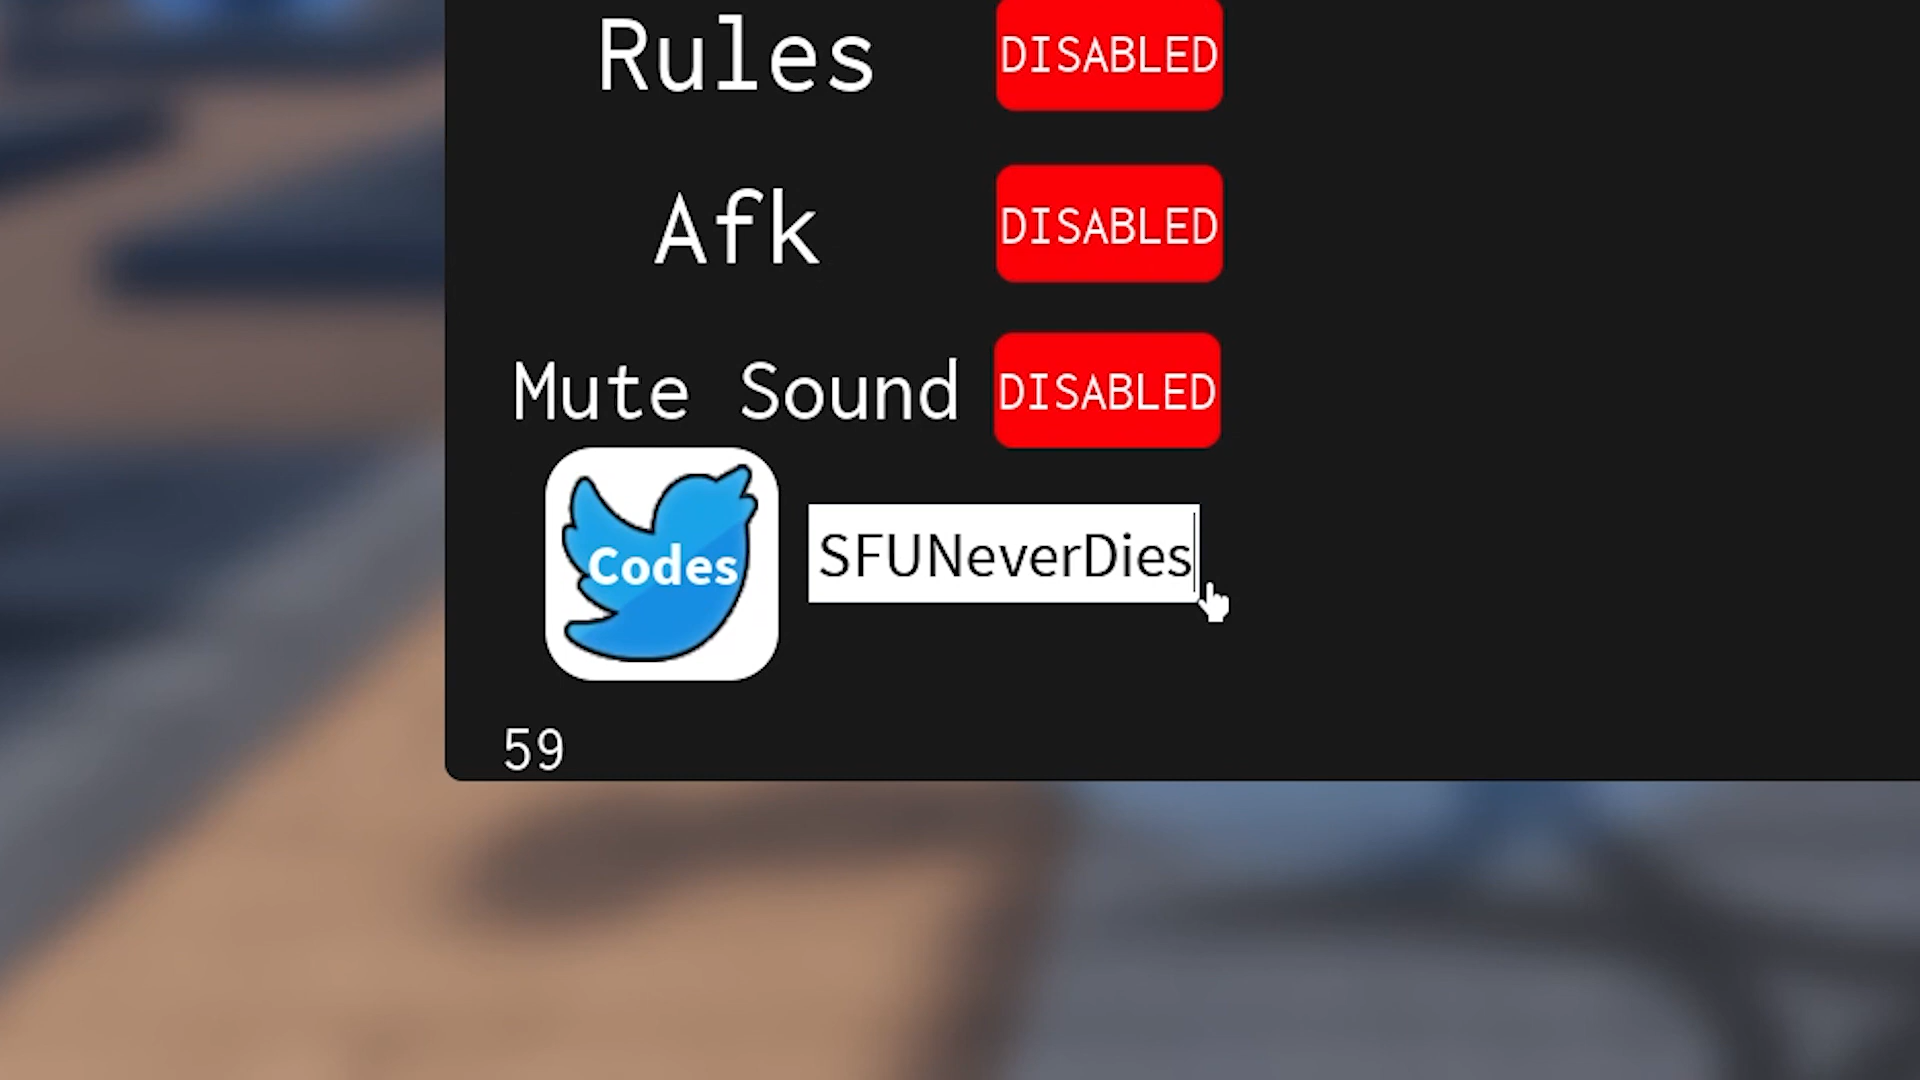 Rules DISABLED
Afk DISABLED
Mute Sound DISABLED
Codes SFUNeverDies
59